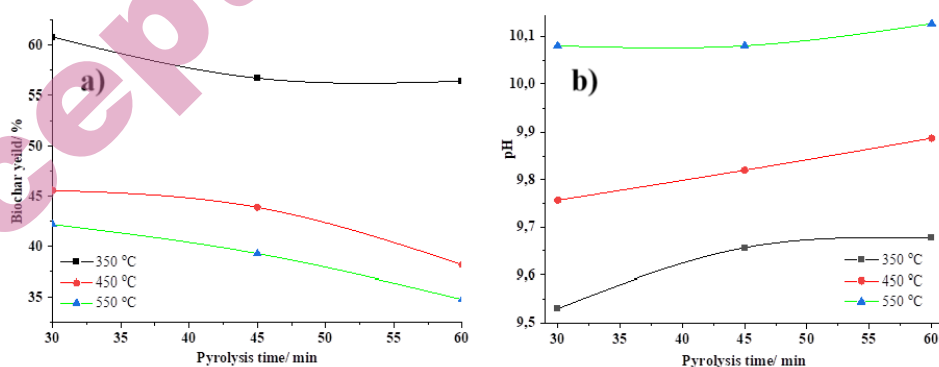 cep
a)
Biochar yeild/ %
60
55
50
45
40
35
350 °C
450 °C
550 °C
30 35 40 45 50 55 60
Pyrolysis time/ min
b)
pH
10,1
10,0
9,9
9,8
9,7
9,6
9,5
350 °C
450 °C
550 °C
30 35 40 45 50 55 60
Pyrolysis time/ min